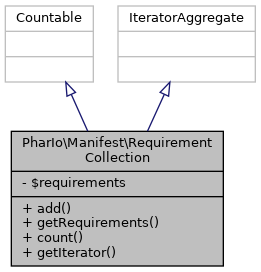 Countable
IteratorAggregate
PharIo\Manifest\Requirement
Collection
- $requirements
+ add()
+ getRequirements()
+ count()
+ getIterator()